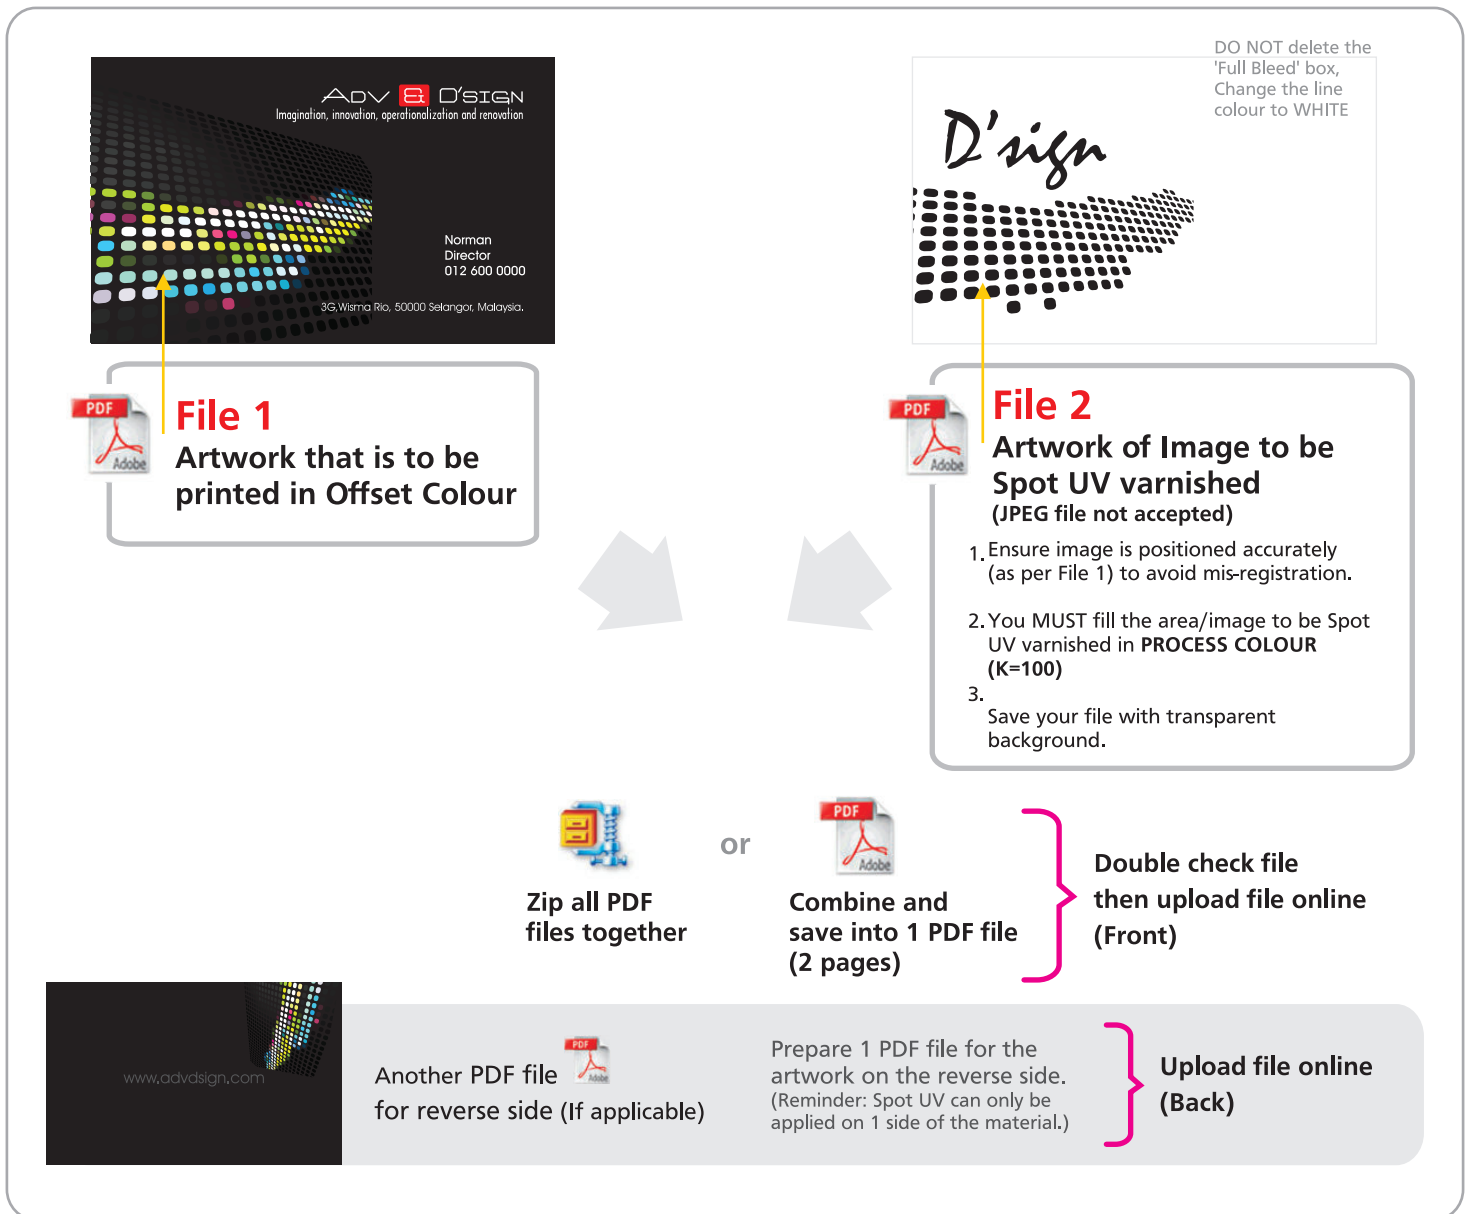 ADV & D'SIGN
Imagination, innovation, operationalization and renovation
Norman
Director
012 600 0000
3G,Wisma Rio, 50000 Selangor, Malaysia.
DO NOT delete the
'Full Bleed' box,
Change the line
colour to WHITE
D'sign
PDF
Adobe
File 1
Artwork that is to be
printed in Offset Colour
PDF
Adobe
File 2
Artwork of Image to be
Spot UV varnished
(JPEG file not accepted)
1. Ensure image is positioned accurately
(as per File 1) to avoid mis-registration.
2. You MUST fill the area/image to be Spot
UV varnished in PROCESS COLOUR
(K=100)
3.
Save your file with transparent
background.
Zip all PDF
files together
or
PDF
Adobe
Combine and
save into 1 PDF file
(2 pages)
Double check file
then upload file online
(Front)
www.advdsign.com
Another PDF file
PDF
Adobe
for reverse side (If applicable)
Prepare 1 PDF file for the
artwork on the reverse side.
(Reminder: Spot UV can only be
applied on 1 side of the material.)
Upload file online
(Back)